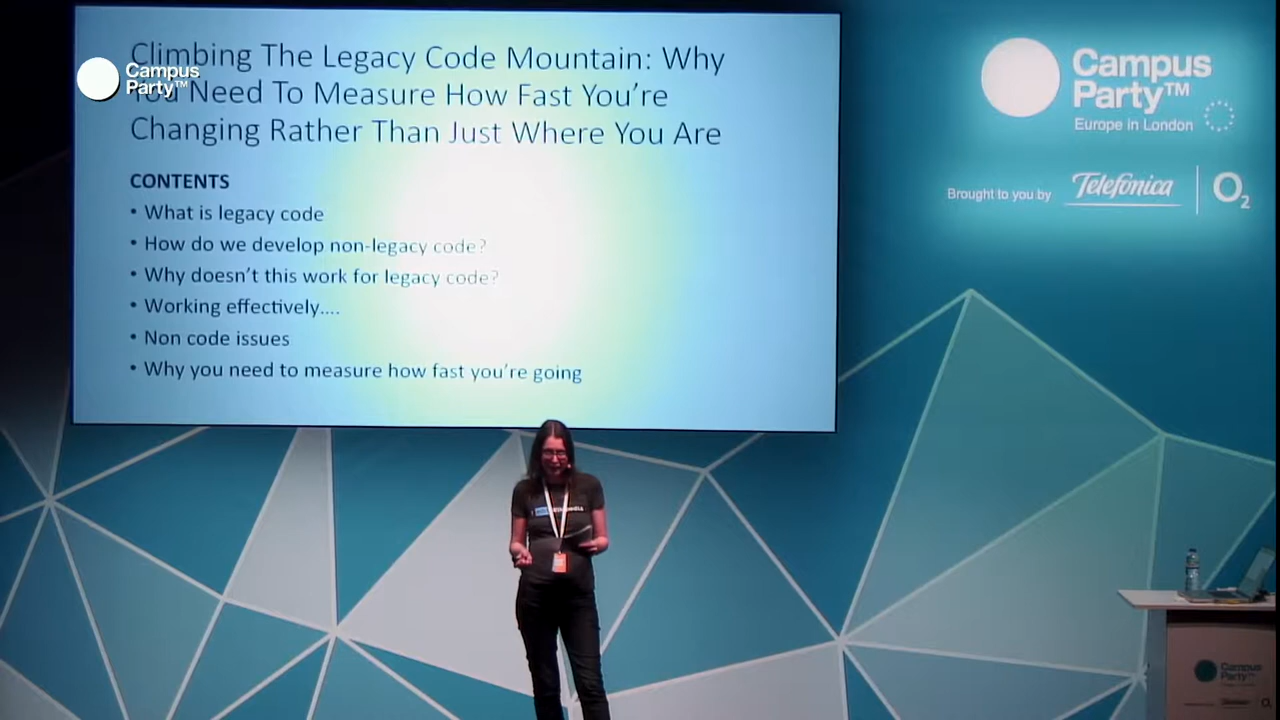 Climbing The Legacy Code Mountain: Why
You Need To Measure How Fast You're
Changing Rather Than Just Where You Are
CONTENTS
• What is legacy code
• How do we develop non-legacy code?
• Why doesn't this work for legacy code?
• Working effectively....
• Non code issues
• Why you need to measure how fast you're going
Campus
Party™
Campus
Party™
Europe in London
Brought to you by Telefónica O2
Campus
Party™